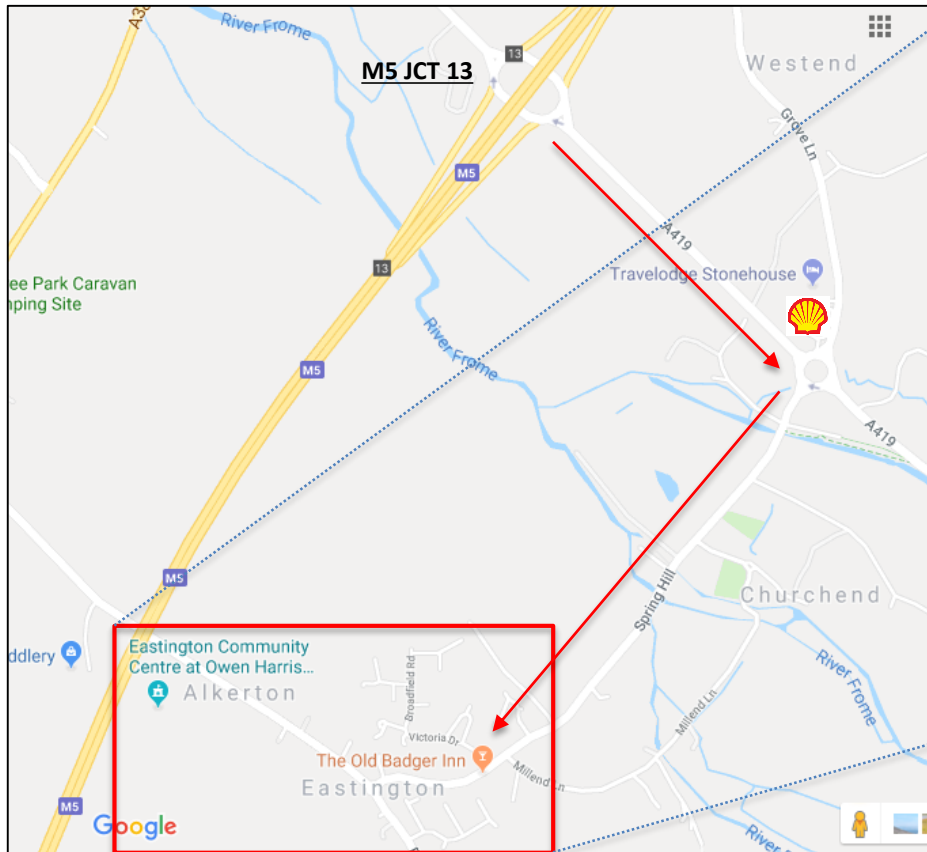 A38
River Frome
13
M5 JCT 13
Westend
Grove Ln
M5
A419
13
Travelodge Stonehouse
ee Park Caravan
nping Site
River Frome
M5
A419
M5
Spring Hill
Churchend
Eastington Community
Centre at Owen Harris...
ddlery
Alkerton
Broadfield Rd
River Frome
Millend Ln
Victoria Dr
The Old Badger Inn
Millend Ln
Eastington
M5
Google